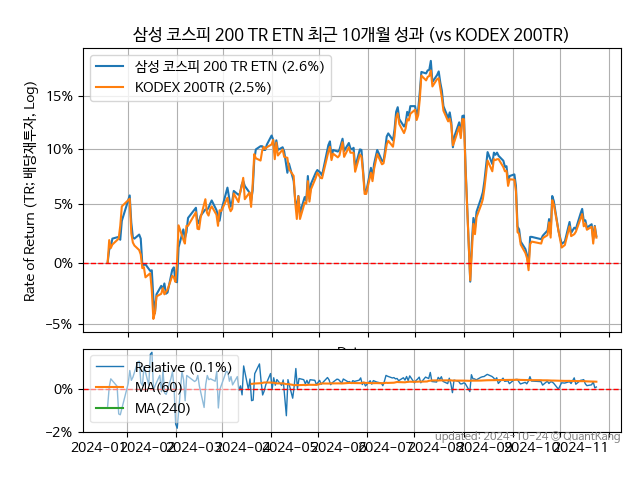 삼성 코스피 200 TR ETN 최근 10개월 성과 (vs KODEX 200TR)
삼성 코스피 200 TR ETN (2.6%)
KODEX 200TR (2.5%)
15%
10%
5%
0%
−5%
Rate of Return (TR: 배당재투자, Log)
Relative (0.1%)
MA(60)
MA(240)
0%
−2%
2024-01 2024-02 2024-03 2024-04 2024-05 2024-06 2024-07 2024-08 2024-09 2024-10 2024-11
updated: 2024-10-24 © QuantKang